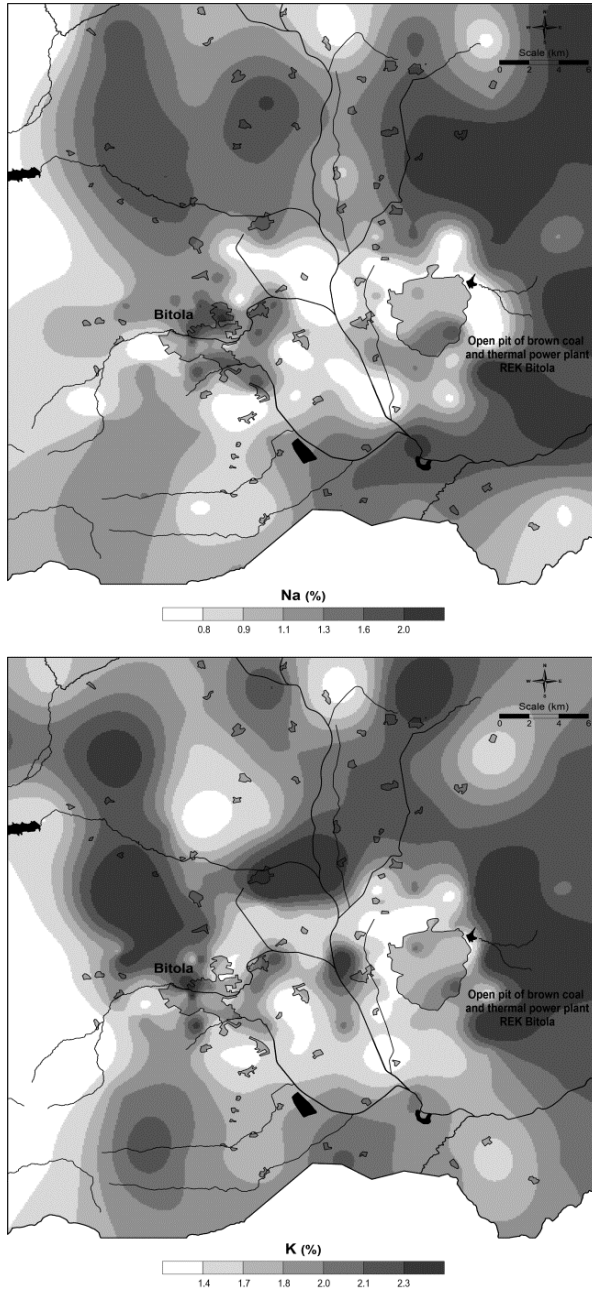 N
W E
S
Scale (km)
0 2 4 6
Bitola
Open pit of brown coal
and thermal power plant
REK Bitola
Na (%)
0.8 0.9 1.1 1.3 1.6 2.0
N
W E
S
Scale (km)
0 2 4 6
Bitola
Open pit of brown coal
and thermal power plant
REK Bitola
K (%)
1.4 1.7 1.8 2.0 2.1 2.3